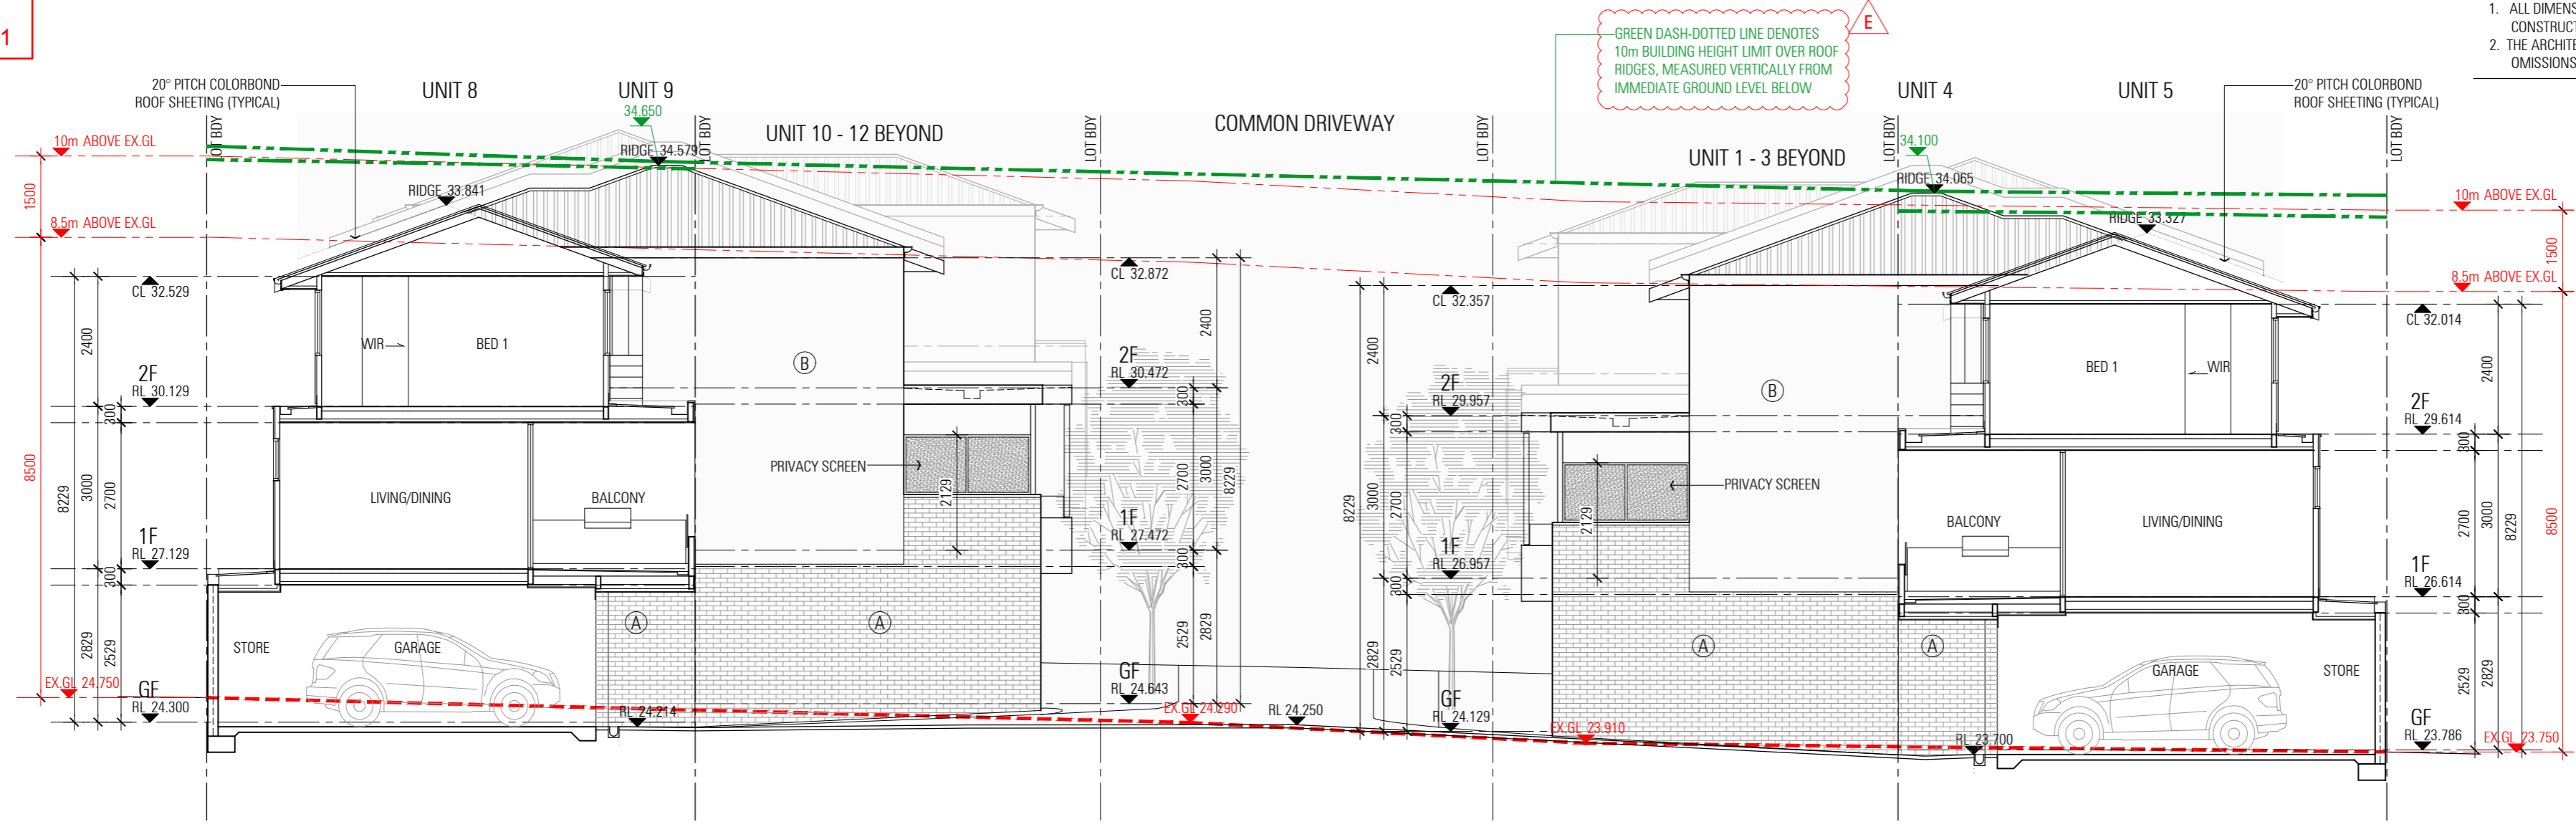 1
1. ALL DIMENS
CONSTRUCT
2. THE ARCHITE
OMISSIONS
GREEN DASH-DOTTED LINE DENOTES
10m BUILDING HEIGHT LIMIT OVER ROOF
RIDGES, MEASURED VERTICALLY FROM
IMMEDIATE GROUND LEVEL BELOW
E
20° PITCH COLORBOND
ROOF SHEETING (TYPICAL)
UNIT 8
UNIT 9
34.650
UNIT 10 - 12 BEYOND
COMMON DRIVEWAY
UNIT 1 - 3 BEYOND
UNIT 4
34.100
UNIT 5
20° PITCH COLORBOND
ROOF SHEETING (TYPICAL)
LOT BDY
LOT BDY
LOT BDY
LOT BDY
LOT BDY
LOT BDY
10m ABOVE EX.GL
1500
8.5m ABOVE EX.GL
8500
EX.GL 24.750
RIDGE 33.841
RIDGE 34.579
RIDGE 34.065
RIDGE 33.327
10m ABOVE EX.GL
1500
8.5m ABOVE EX.GL
8500
EX.GL 23.750
CL 32.529
2400
2F
RL 30.129
300
8229
3000
2700
1F
RL 27.129
300
2829
2529
GF
RL 24.300
WIR
BED 1
LIVING/DINING
BALCONY
STORE
GARAGE
A
RL 24.214
B
PRIVACY SCREEN
2129
A
CL 32.872
2400
2F
RL 30.472
300
2700
3000
8229
1F
RL 27.472
300
2529
2829
GF
RL 24.643
EX.GL 24.290
RL 24.250
CL 32.357
2400
2F
RL 29.957
300
8229
3000
2700
1F
RL 26.957
300
2829
2529
GF
RL 24.129
EX.GL 23.910
2129
PRIVACY SCREEN
B
A
A
RL 23.700
BED 1
WIR
BALCONY
LIVING/DINING
GARAGE
STORE
CL 32.014
2400
2F
RL 29.614
300
2700
3000
8229
1F
RL 26.614
300
2529
2829
GF
RL 23.786